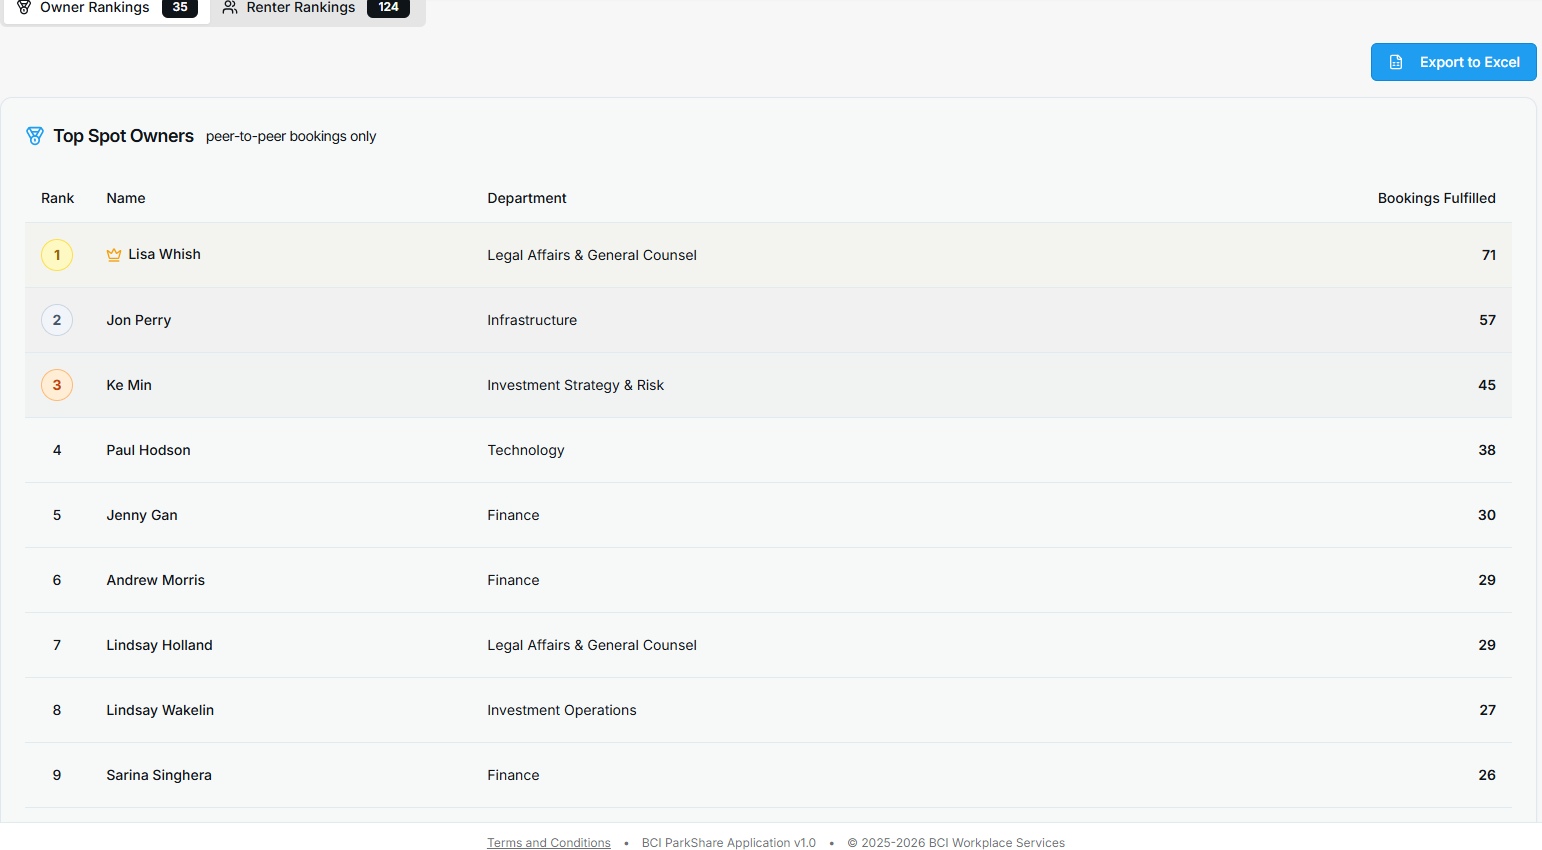 Owner Rankings 35 Renter Rankings 124
Export to Excel
Top Spot Owners peer-to-peer bookings only
Rank Name Department Bookings Fulfilled
1 Lisa Whish Legal Affairs & General Counsel 71
2 Jon Perry Infrastructure 57
3 Ke Min Investment Strategy & Risk 45
4 Paul Hodson Technology 38
5 Jenny Gan Finance 30
6 Andrew Morris Finance 29
7 Lindsay Holland Legal Affairs & General Counsel 29
8 Lindsay Wakelin Investment Operations 27
9 Sarina Singhera Finance 26
Terms and Conditions • BCI ParkShare Application v1.0 • © 2025-2026 BCI Workplace Services